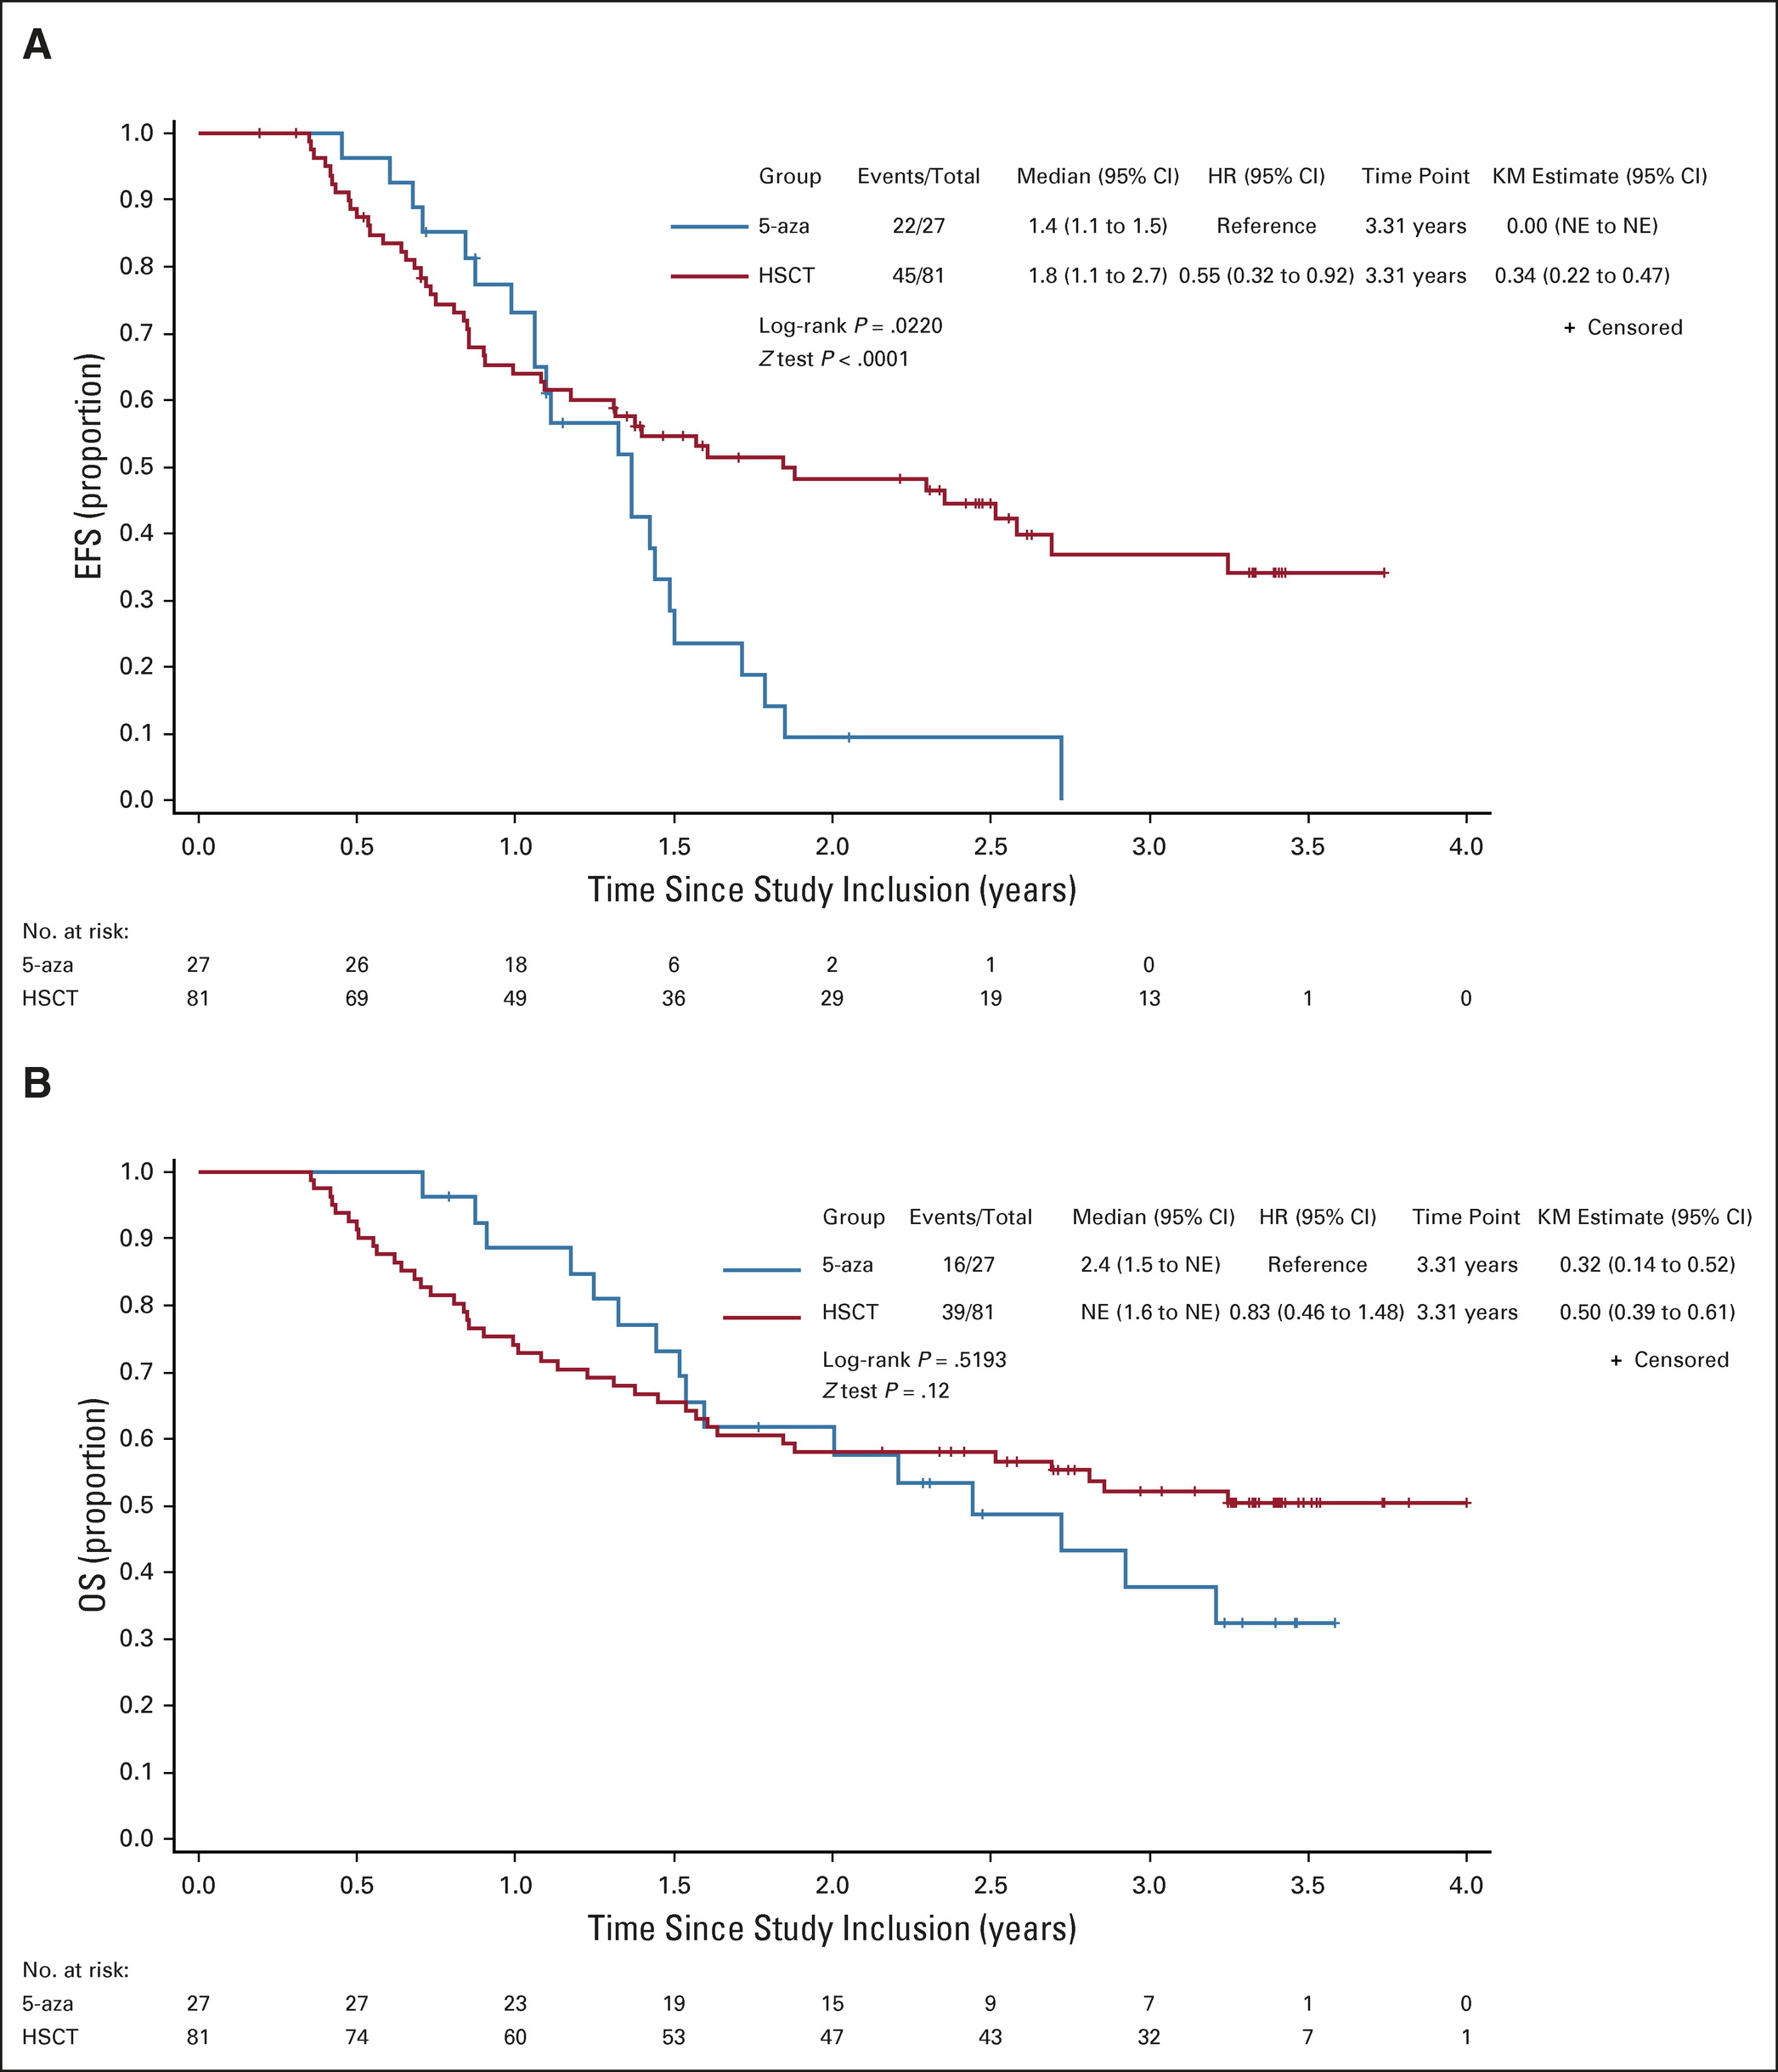 A
Group Events/Total Median (95% CI) HR (95% CI) Time Point KM Estimate (95% CI)
5-aza 22/27 1.4 (1.1 to 1.5) Reference 3.31 years 0.00 (NE to NE)
HSCT 45/81 1.8 (1.1 to 2.7) 0.55 (0.32 to 0.92) 3.31 years 0.34 (0.22 to 0.47)
Log-rank P = .0220
+ Censored
Z test P < .0001
EFS (proportion)
1.0
0.9
0.8
0.7
0.6
0.5
0.4
0.3
0.2
0.1
0.0
0.0 0.5 1.0 1.5 2.0 2.5 3.0 3.5 4.0
Time Since Study Inclusion (years)
No. at risk:
5-aza 27 26 18 6 2 1 0
HSCT 81 69 49 36 29 19 13 1 0
B
Group Events/Total Median (95% CI) HR (95% CI) Time Point KM Estimate (95% CI)
5-aza 16/27 2.4 (1.5 to NE) Reference 3.31 years 0.32 (0.14 to 0.52)
HSCT 39/81 NE (1.6 to NE) 0.83 (0.46 to 1.48) 3.31 years 0.50 (0.39 to 0.61)
Log-rank P = .5193
+ Censored
Z test P = .12
OS (proportion)
1.0
0.9
0.8
0.7
0.6
0.5
0.4
0.3
0.2
0.1
0.0
0.0 0.5 1.0 1.5 2.0 2.5 3.0 3.5 4.0
Time Since Study Inclusion (years)
No. at risk:
5-aza 27 27 23 19 15 9 7 1 0
HSCT 81 74 60 53 47 43 32 7 1